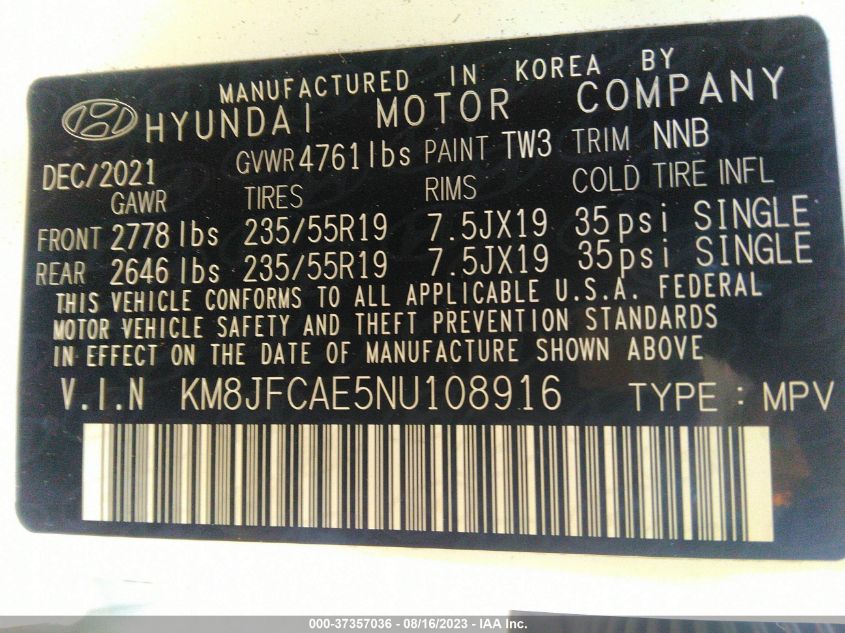 MANUFACTURED IN KOREA BY
HYUNDAI MOTOR COMPANY
DEC/2021 GVWR 4761lbs PAINT TW3 TRIM NNB
GAWR TIRES RIMS COLD TIRE INFL
FRONT 2778 lbs 235/55R19 7.5JX19 35psi SINGLE
REAR 2646 lbs 235/55R19 7.5JX19 35psi SINGLE
THIS VEHICLE CONFORMS TO ALL APPLICABLE U.S.A. FEDERAL
MOTOR VEHICLE SAFETY AND THEFT PREVENTION STANDARDS
IN EFFECT ON THE DATE OF MANUFACTURE SHOWN ABOVE
V.I.N KM8JFCAE5NU108916 TYPE : MPV
000-37357036 - 08/16/2023 - IAA Inc.